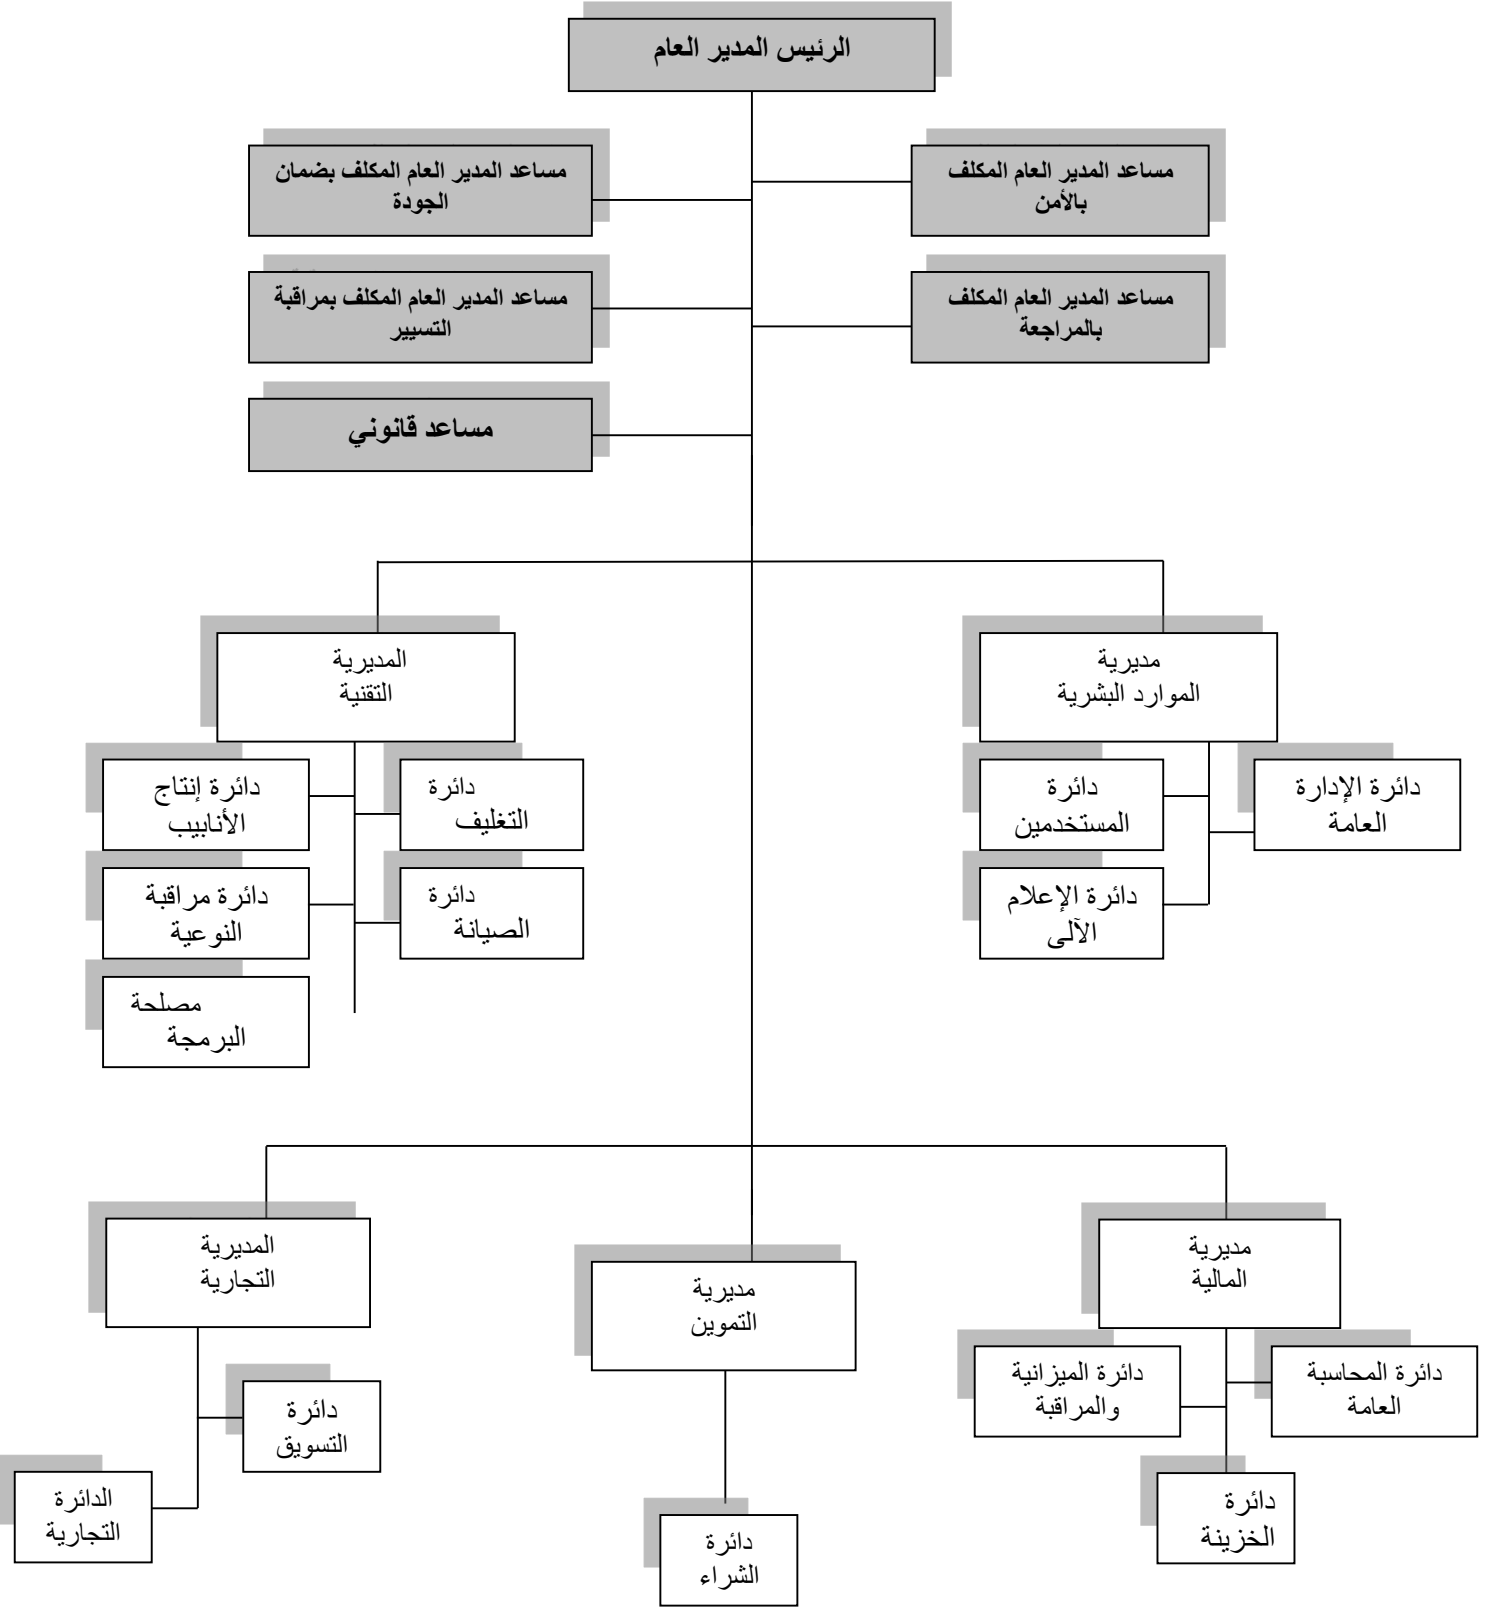 الرئيس المدير العام
مساعد المدير العام المكلف
بالأمن
مساعد المدير العام المكلف بضمان
الجودة
مساعد المدير العام المكلف
بالمراجعة
مساعد المدير العام المكلف بمراقبة
التسيير
مساعد قانوني
مديرية
الموارد البشرية
المديرية
التقنية
دائرة الإدارة
العامة
دائرة
المستخدمين
دائرة
التغليف
دائرة إنتاج
الأنابيب
دائرة الإعلام
الآلى
دائرة
الصيانة
دائرة مراقبة
النوعية
مصلحة
البرمجة
مديرية
المالية
مديرية
التموين
المديرية
التجارية
دائرة المحاسبة
العامة
دائرة الميزانية
والمراقبة
دائرة
التسويق
دائرة
الخزينة
دائرة
الشراء
الدائرة
التجارية